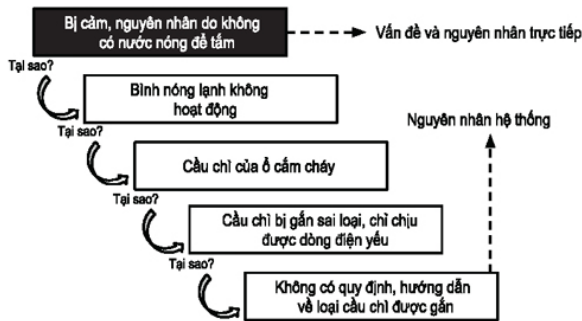 Bị cảm, nguyên nhân do không
có nước nóng để tắm
Vấn đề và nguyên nhân trực tiếp
Tại sao?
Bình nóng lạnh không
hoạt động
Nguyên nhân hệ thống
Tại sao?
Cầu chì của ổ cắm cháy
Tại sao?
Cầu chì bị gắn sai loại, chỉ chịu
được dòng điện yếu
Tại sao?
Không có quy định, hướng dẫn
về loại cầu chì được gắn